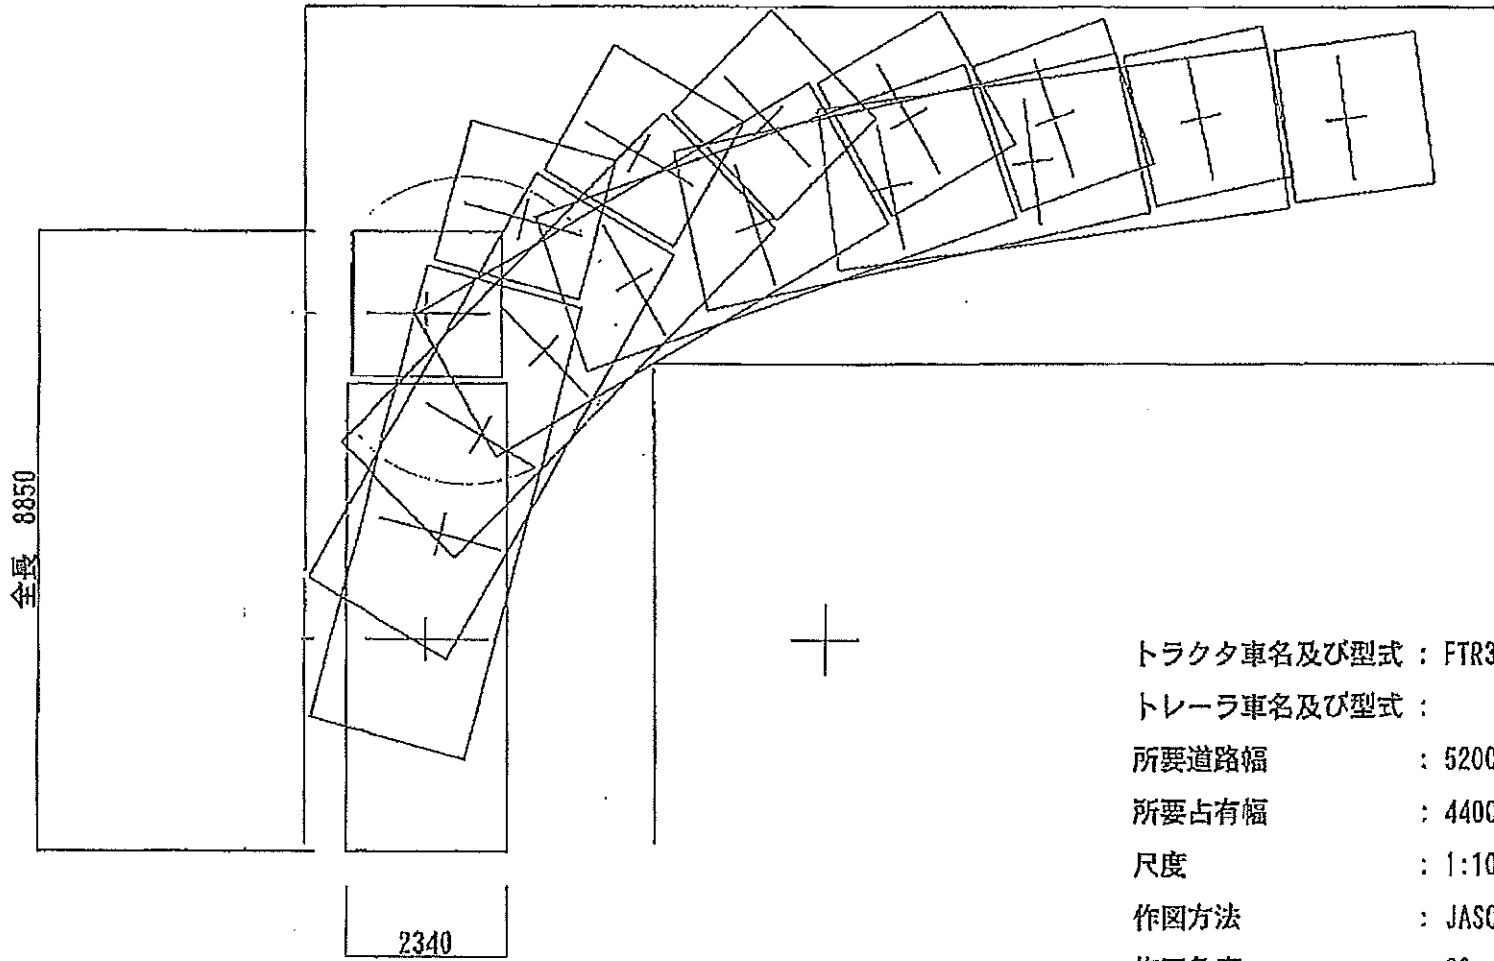 全長 8850
2340
トラクタ車名及び型式 : FTR3
トレーラ車名及び型式 :
所要道路幅 : 5200
所要占有幅 : 4400
尺度 : 1:10
作図方法 : JASO